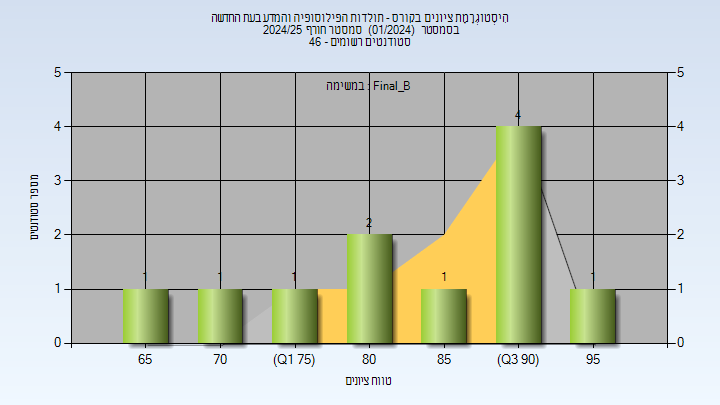 הִיסְטוגְרָמַת ציונים בקורס - תולדות הפילוסופיה והמדע בעת החדשה
בסמסטר (01/2024) סמסטר חורף 2024/25
סטודנטים רשומים - 46
במשימה : Final_B
מספר סטודנטים
5 5
4 4
3 3
2 2
1 1
0 0
1 1 1 2 1 4 1
65 70 (Q1 75) 80 85 (Q3 90) 95
טווח ציונים